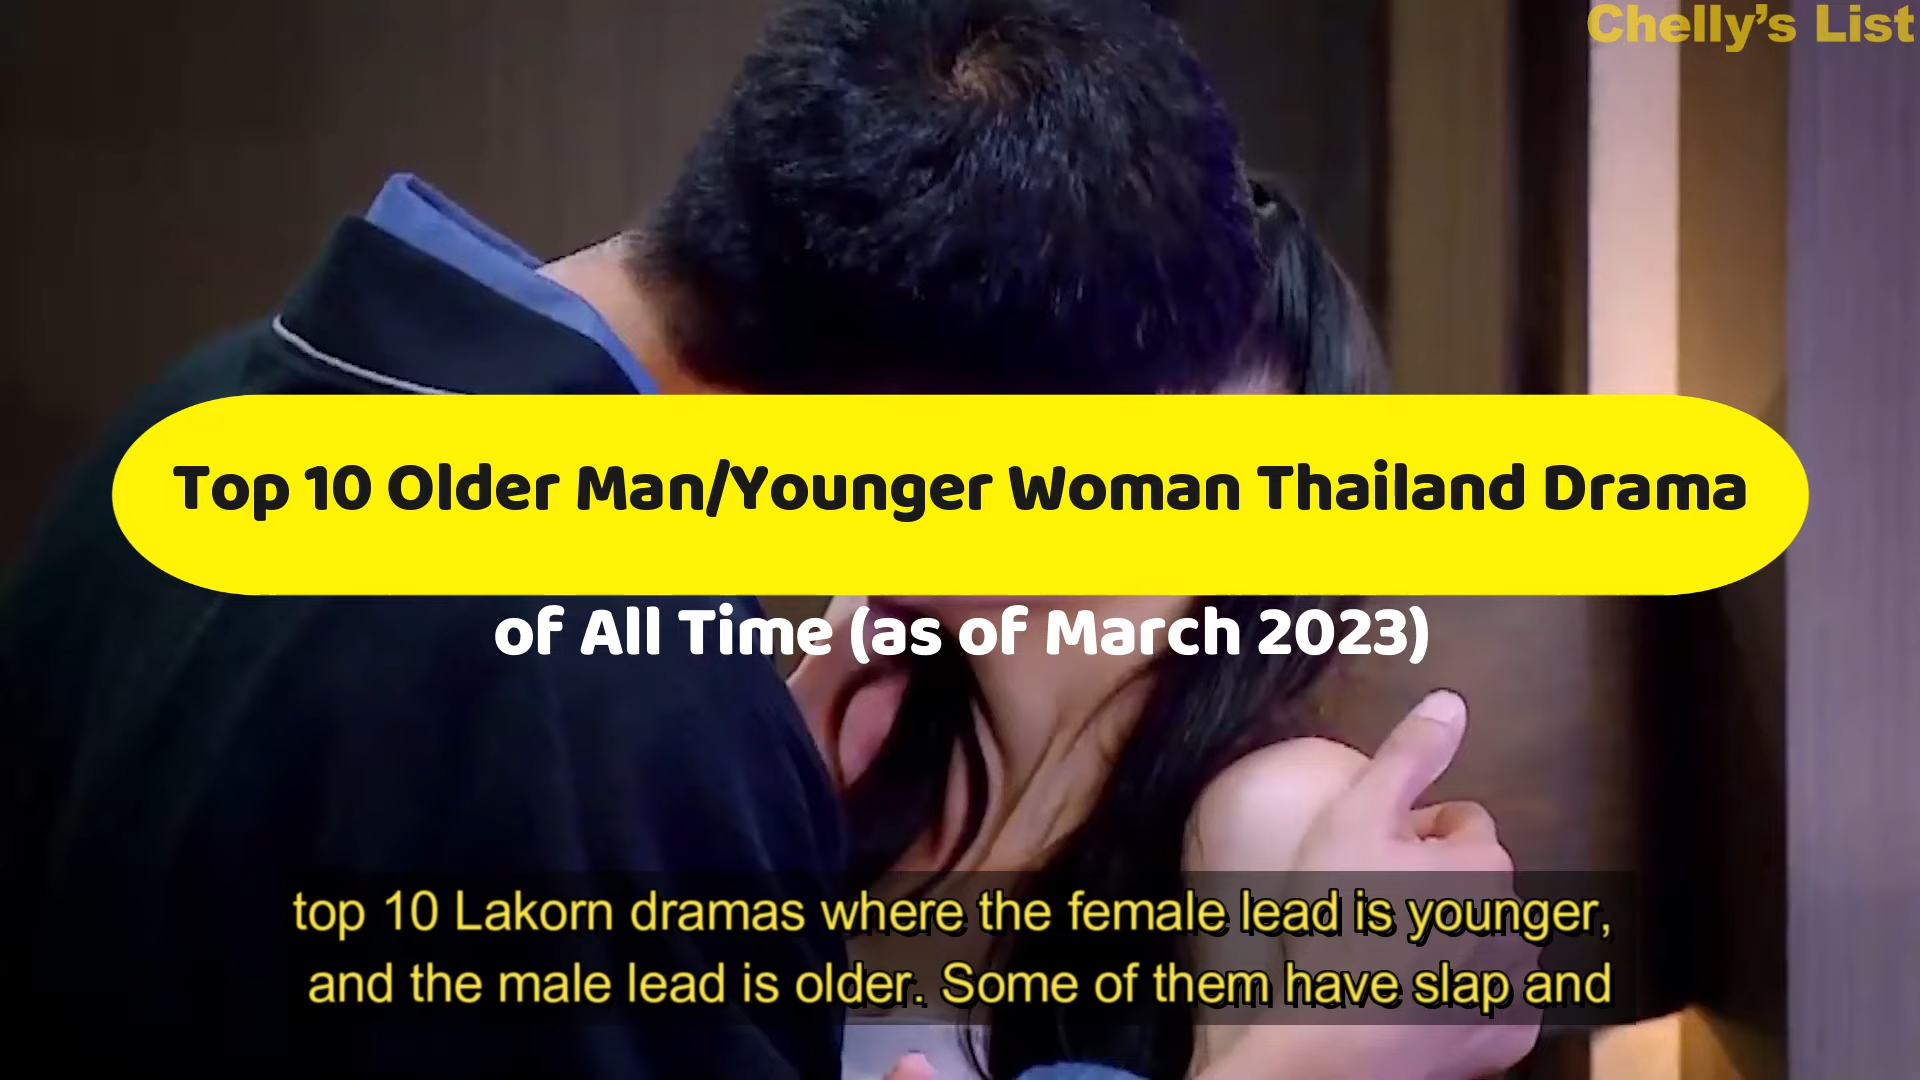 Chelly's List
Top 10 Older Man/Younger Woman Thailand Drama
of All Time (as of March 2023)
top 10 Lakorn dramas where the female lead is younger,
and the male lead is older. Some of them have slap and